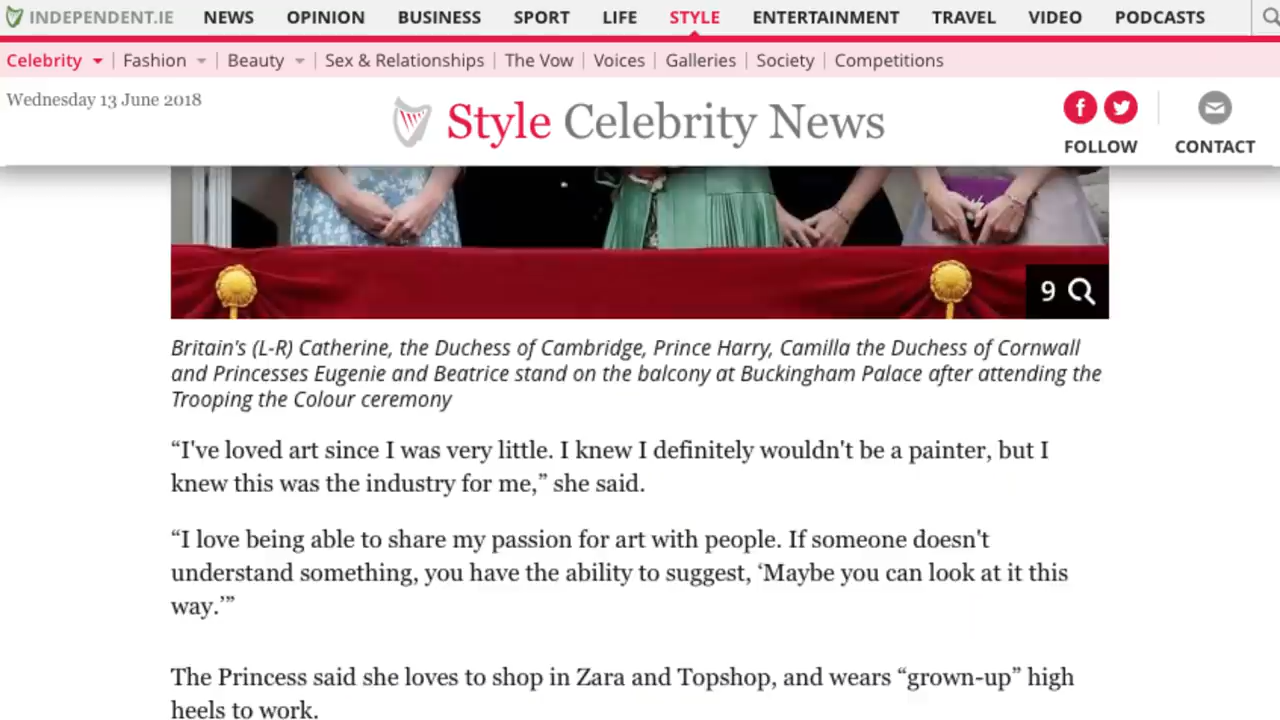 INDEPENDENT.IE NEWS OPINION BUSINESS SPORT LIFE STYLE ENTERTAINMENT TRAVEL VIDEO PODCASTS
Celebrity Fashion Beauty Sex & Relationships The Vow Voices Galleries Society Competitions
Wednesday 13 June 2018
Style Celebrity News
FOLLOW CONTACT
9
Britain's (L-R) Catherine, the Duchess of Cambridge, Prince Harry, Camilla the Duchess of Cornwall
and Princesses Eugenie and Beatrice stand on the balcony at Buckingham Palace after attending the
Trooping the Colour ceremony
“I've loved art since I was very little. I knew I definitely wouldn't be a painter, but I
knew this was the industry for me,” she said.
“I love being able to share my passion for art with people. If someone doesn't
understand something, you have the ability to suggest, ‘Maybe you can look at it this
way.’”
The Princess said she loves to shop in Zara and Topshop, and wears “grown-up” high
heels to work.